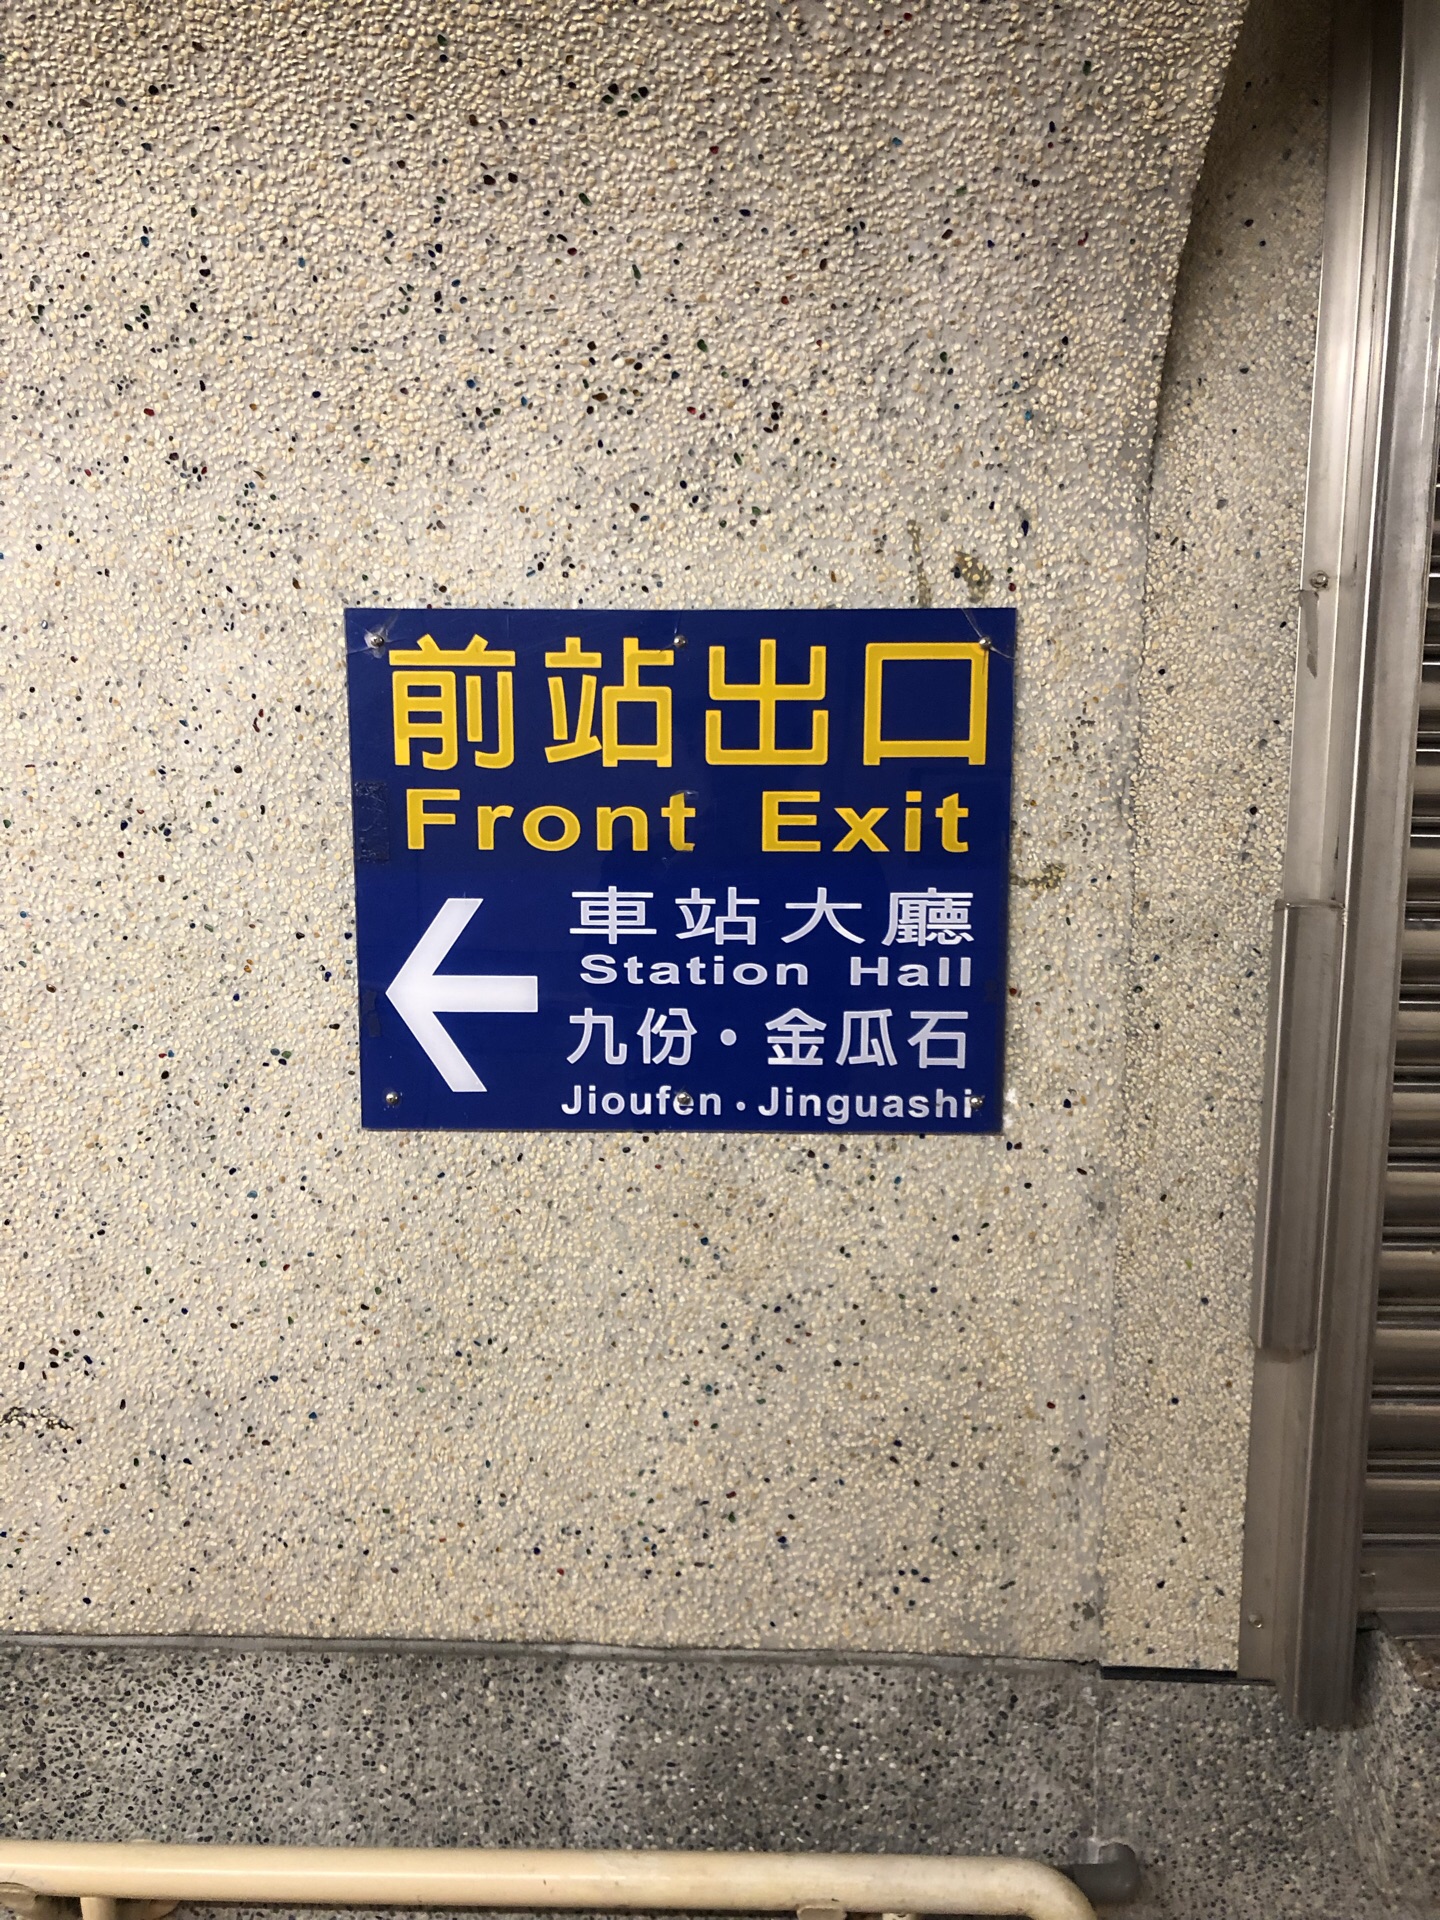 前站出口
Front Exit
車站大廳
Station Hall
九份・金瓜石
Jioufen・Jinguashi